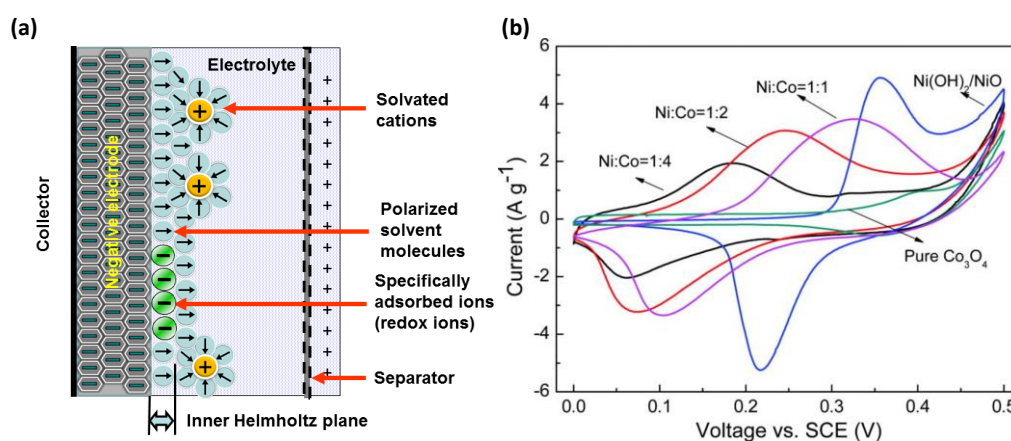 (a)
Collector
Negative electrode
Electrolyte
Solvated
cations
Polarized
solvent
molecules
Specifically
adsorbed ions
(redox ions)
Separator
Inner Helmholtz plane
(b)
Current (A g⁻¹)
6
4
2
0
-2
-4
-6
Ni:Co=1:4
Ni:Co=1:2
Ni:Co=1:1
Ni(OH)₂/NiO
Pure Co₃O₄
0.0 0.1 0.2 0.3 0.4 0.5
Voltage vs. SCE (V)